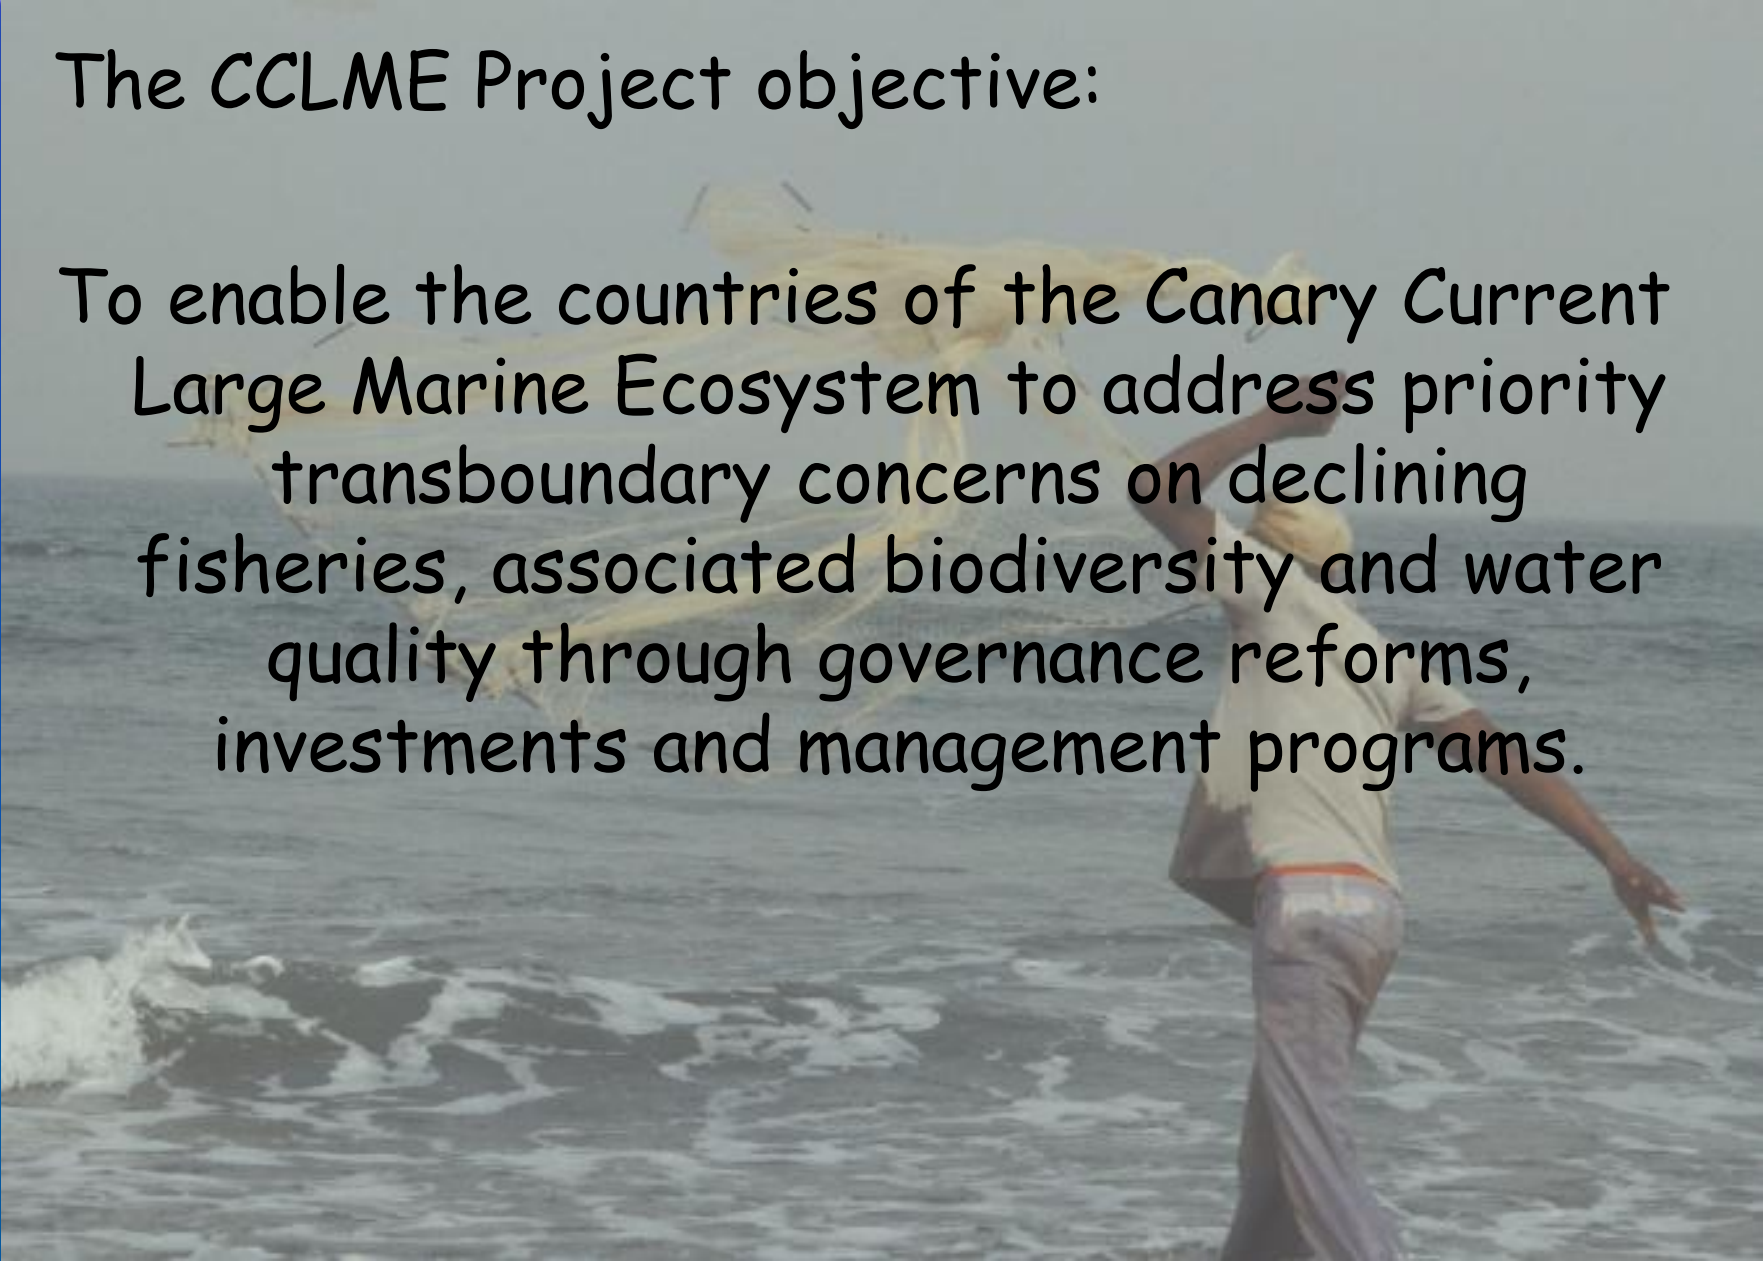 The CCLME Project objective:
To enable the countries of the Canary Current
Large Marine Ecosystem to address priority
transboundary concerns on declining
fisheries, associated biodiversity and water
quality through governance reforms,
investments and management programs.